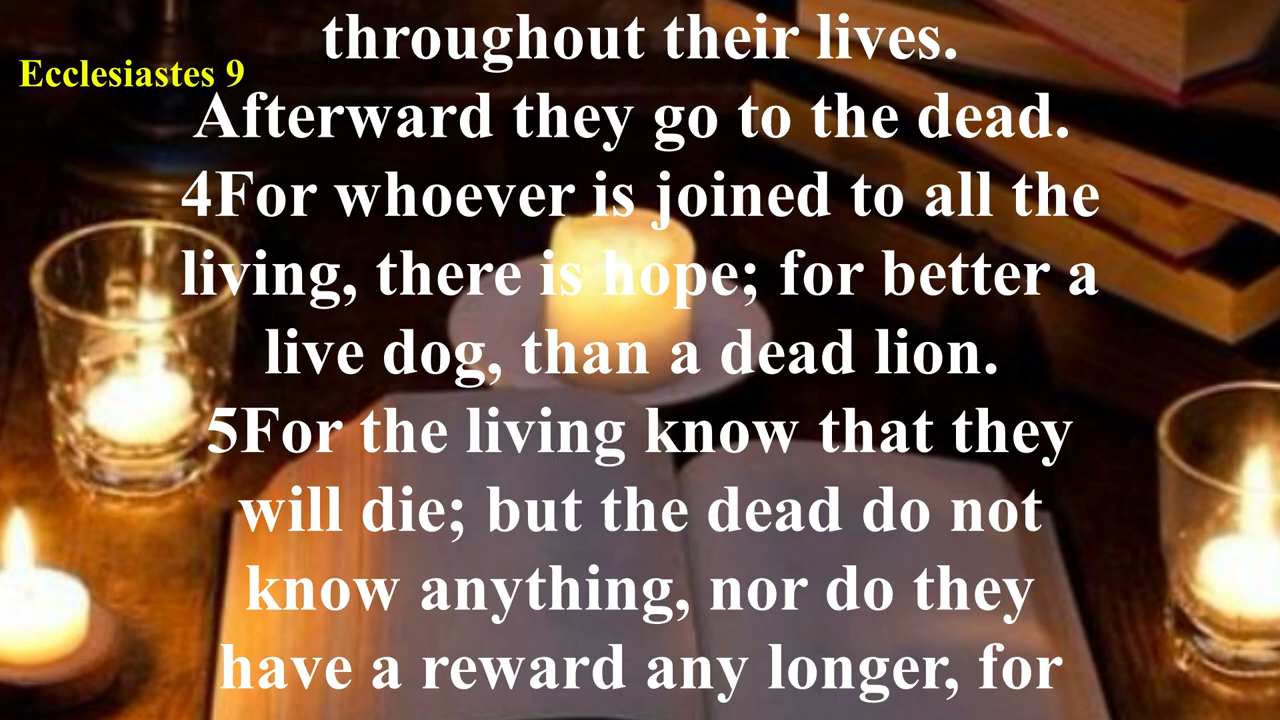 throughout their lives.
Ecclesiastes 9
Afterward they go to the dead.
4For whoever is joined to all the
living, there is hope; for better a
live dog, than a dead lion.
5For the living know that they
will die; but the dead do not
know anything, nor do they
have a reward any longer, for